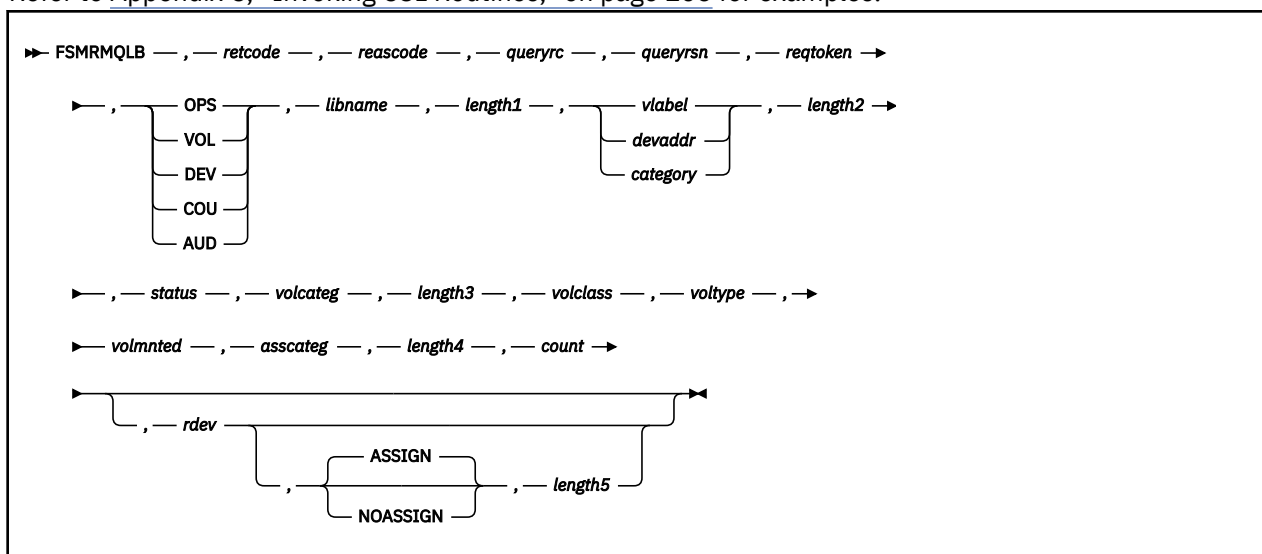 Refer to Appendix C, "Invoking CSL Routines," on page 203 for examples.
FSMRMQLB , retcode , reascode , queryrc , queryrsn , reqtoken
, OPS , libname , length1 , vlabel , length2
VOL devaddr
DEV category
COU
AUD
, status , volcateg , length3 , volclass , voltype ,
volmnted , asscateg , length4 , count
, rdev
ASSIGN
, , length5
NOASSIGN